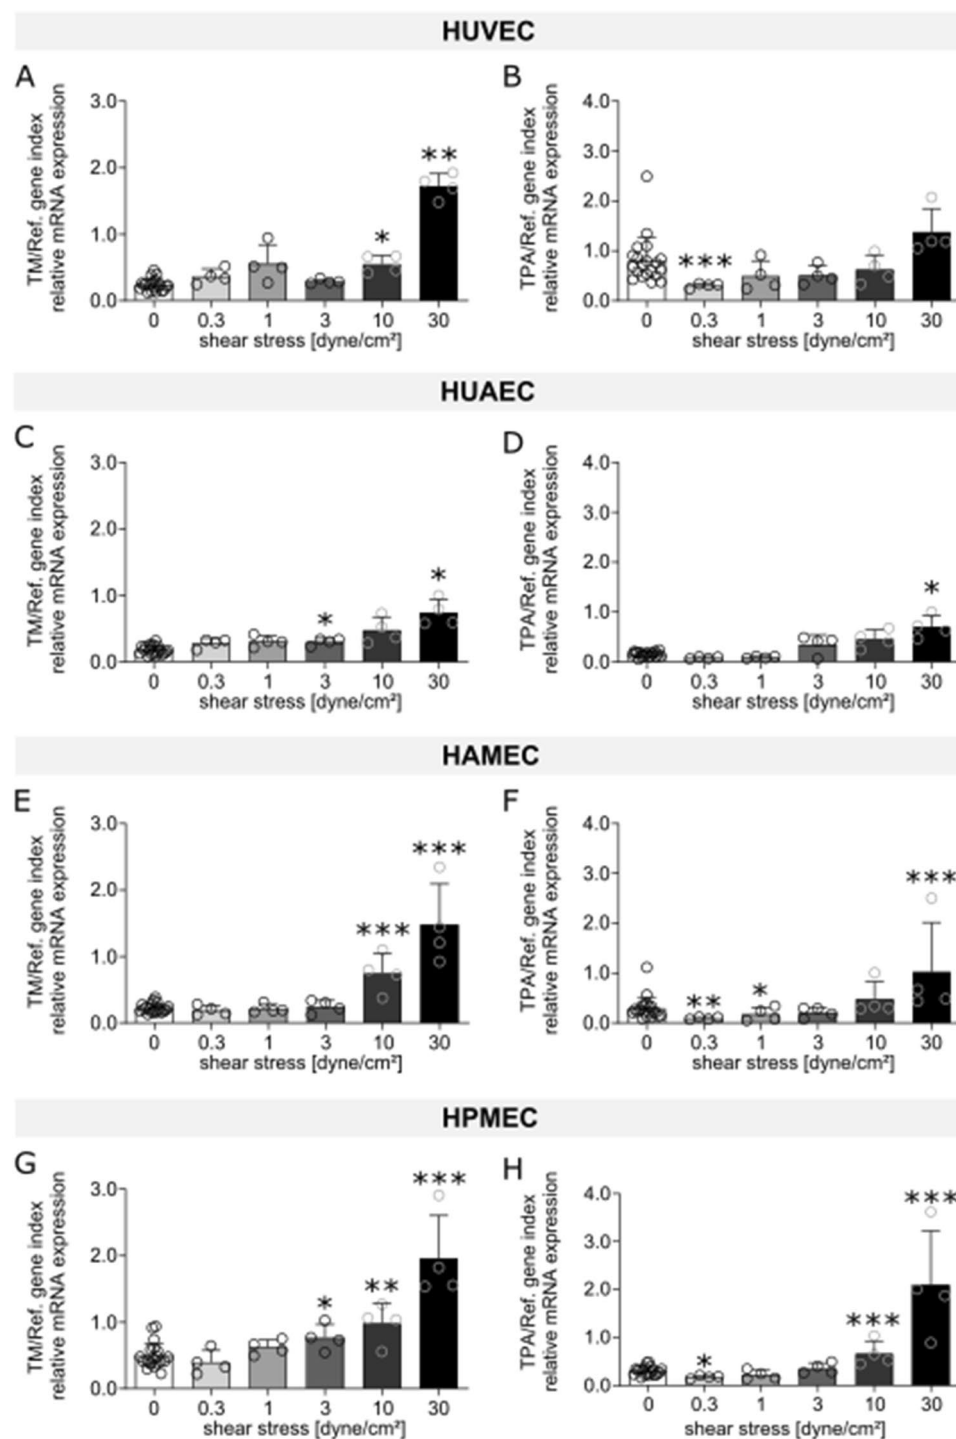 HUVEC
A
TM/Ref. gene index
relative mRNA expression
3.0
2.0
1.0
0.0
**
*
0 0.3 1 3 10 30
shear stress [dyne/cm²]
B
TPA/Ref. gene index
relative mRNA expression
4.0
3.0
2.0
1.0
0.0
***
0 0.3 1 3 10 30
shear stress [dyne/cm²]
HUAEC
C
TM/Ref. gene index
relative mRNA expression
3.0
2.0
1.0
0.0
*
*
0 0.3 1 3 10 30
shear stress [dyne/cm²]
D
TPA/Ref. gene index
relative mRNA expression
4.0
3.0
2.0
1.0
0.0
*
0 0.3 1 3 10 30
shear stress [dyne/cm²]
HAMEC
E
TM/Ref. gene index
relative mRNA expression
3.0
2.0
1.0
0.0
***
***
0 0.3 1 3 10 30
shear stress [dyne/cm²]
F
TPA/Ref. gene index
relative mRNA expression
4.0
3.0
2.0
1.0
0.0
***
** *
0 0.3 1 3 10 30
shear stress [dyne/cm²]
HPMEC
G
TM/Ref. gene index
relative mRNA expression
3.0
2.0
1.0
0.0
***
**
*
0 0.3 1 3 10 30
shear stress [dyne/cm²]
H
TPA/Ref. gene index
relative mRNA expression
4.0
3.0
2.0
1.0
0.0
***
***
*
0 0.3 1 3 10 30
shear stress [dyne/cm²]